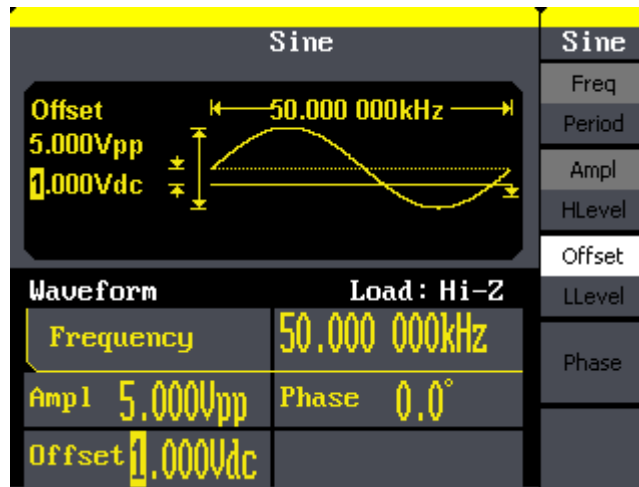 Sine
Offset
50.000 000kHz
5.000Vpp
1.000Vdc
Waveform
Load: Hi-Z
Frequency
50.000 000kHz
Ampl 5.000Vpp
Phase 0.0°
Offset 1.000Vdc
Sine
Freq
Period
Ampl
HLevel
Offset
LLevel
Phase